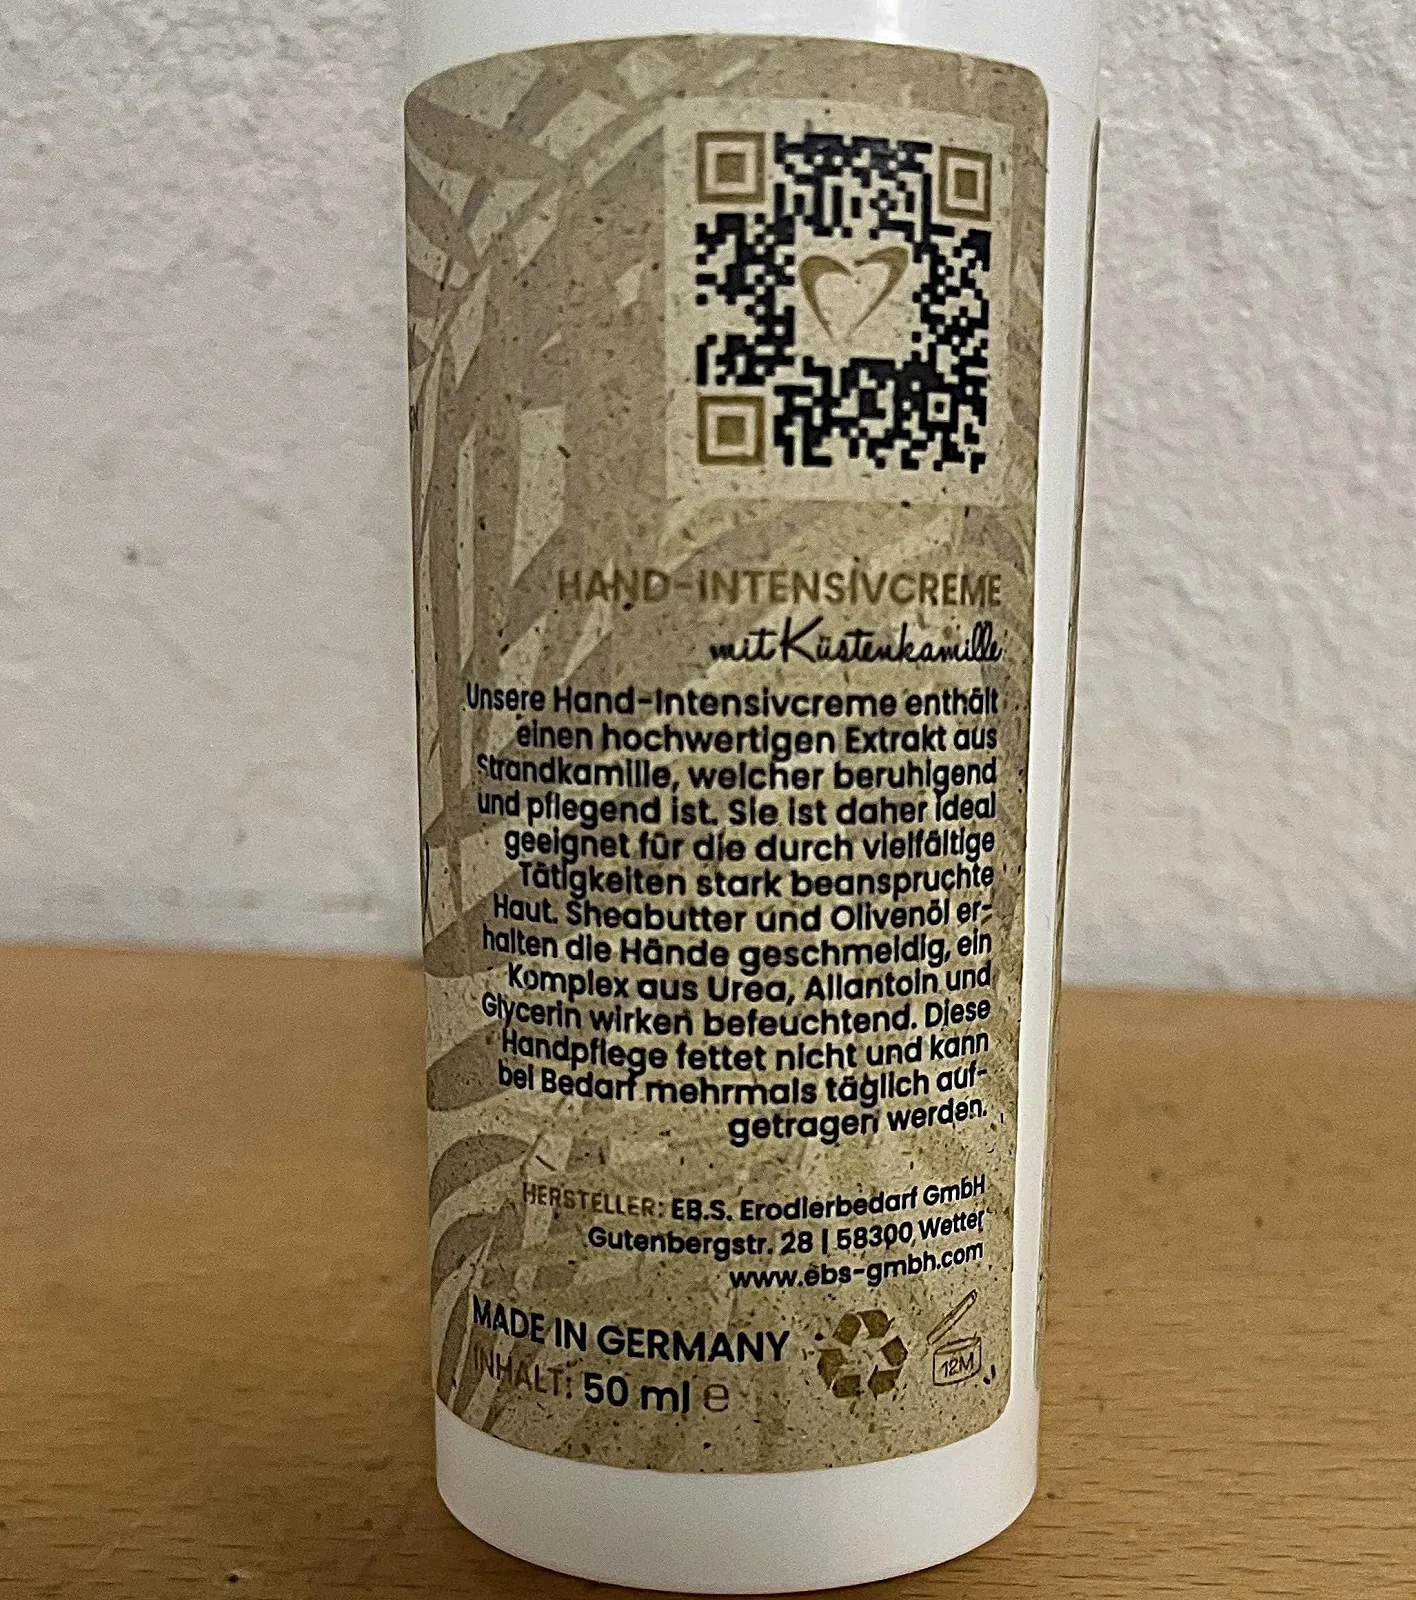 HAND-INTENSIVCREME
mit Küstenkamille
Unsere Hand-Intensivcreme enthält
einen hochwertigen Extrakt aus
Strandkamille, welcher beruhigend
und pflegend ist. Sie ist daher ideal
geeignet für die durch vielfältige
Tätigkeiten stark beanspruchte
Haut. Sheabutter und Olivenöl er-
halten die Hände geschmeidig, ein
Komplex aus Urea, Allantoin und
Glycerin wirken befeuchtend. Diese
Handpflege fettet nicht und kann
bei Bedarf mehrmals täglich auf-
getragen werden.
HERSTELLER: EB.S. Erodierbedarf GmbH
Gutenbergstr. 28 | 58300 Wetter
www.ebs-gmbh.com
MADE IN GERMANY
INHALT: 50 ml ℮
12M